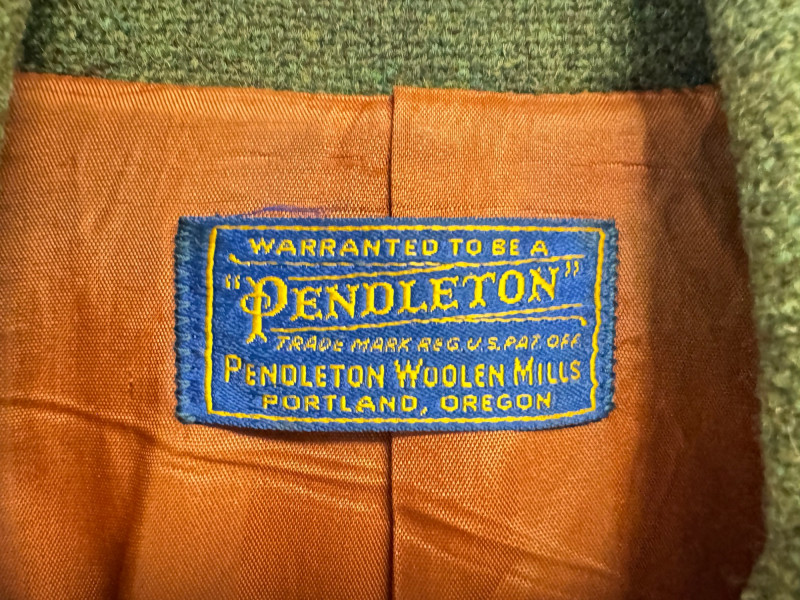 WARRANTED TO BE A
"PENDLETON"
TRADE MARK REG. U.S. PAT. OFF.
PENDLETON WOOLEN MILLS
PORTLAND, OREGON